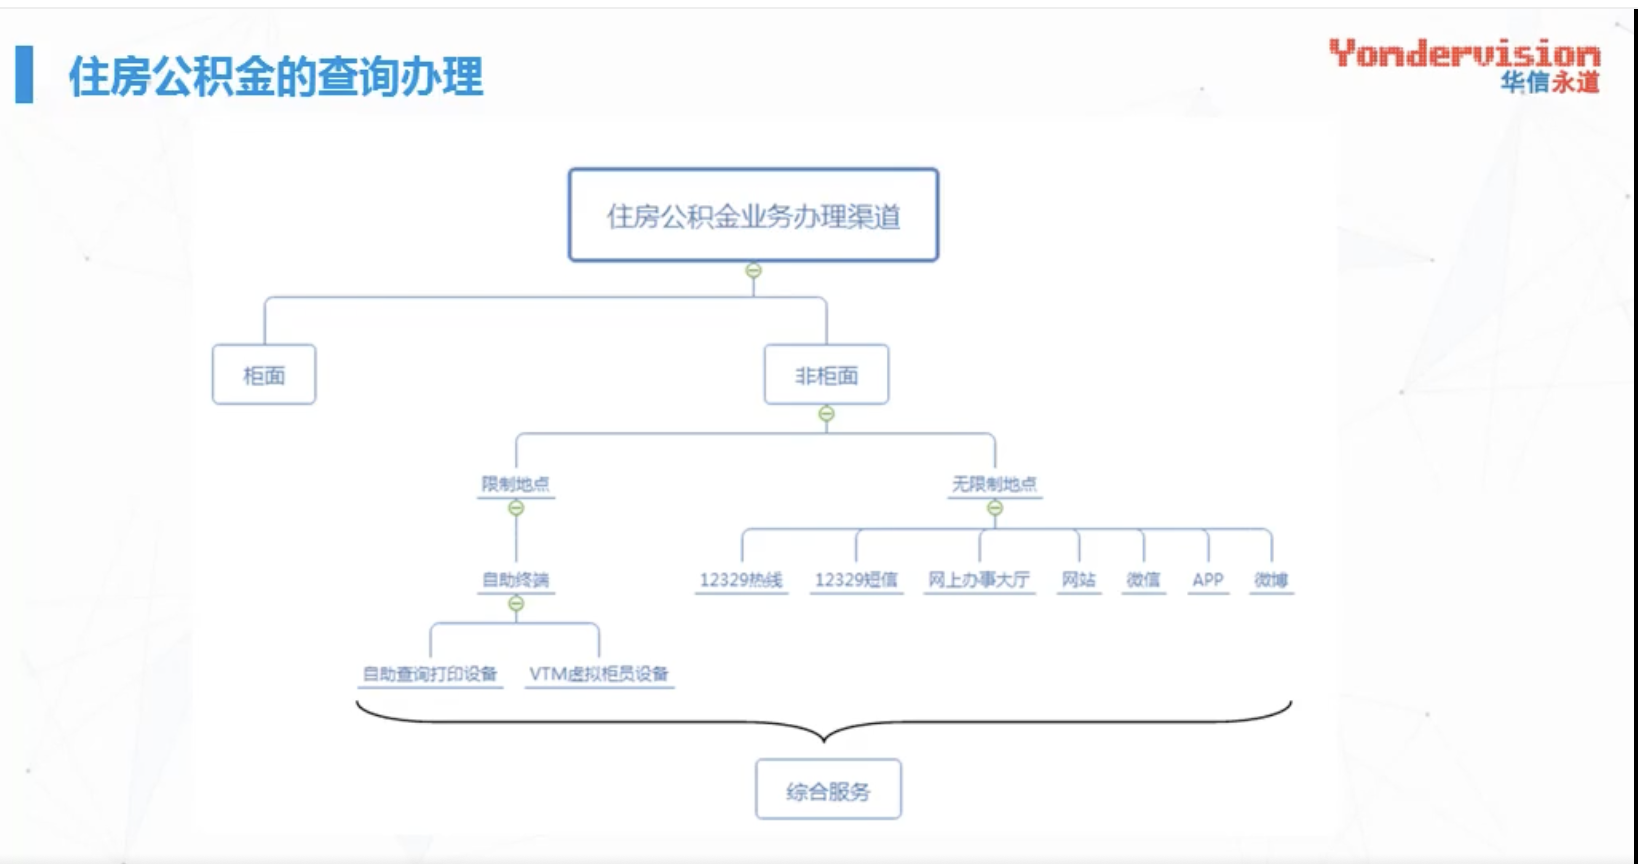 住房公积金的查询办理
Yondervision
华信永道
住房公积金业务办理渠道
柜面
非柜面
限制地点
无限制地点
自助终端
12329热线
12329短信
网上办事大厅
网站
微信
APP
微博
自助查询打印设备
VTM虚拟柜员设备
综合服务